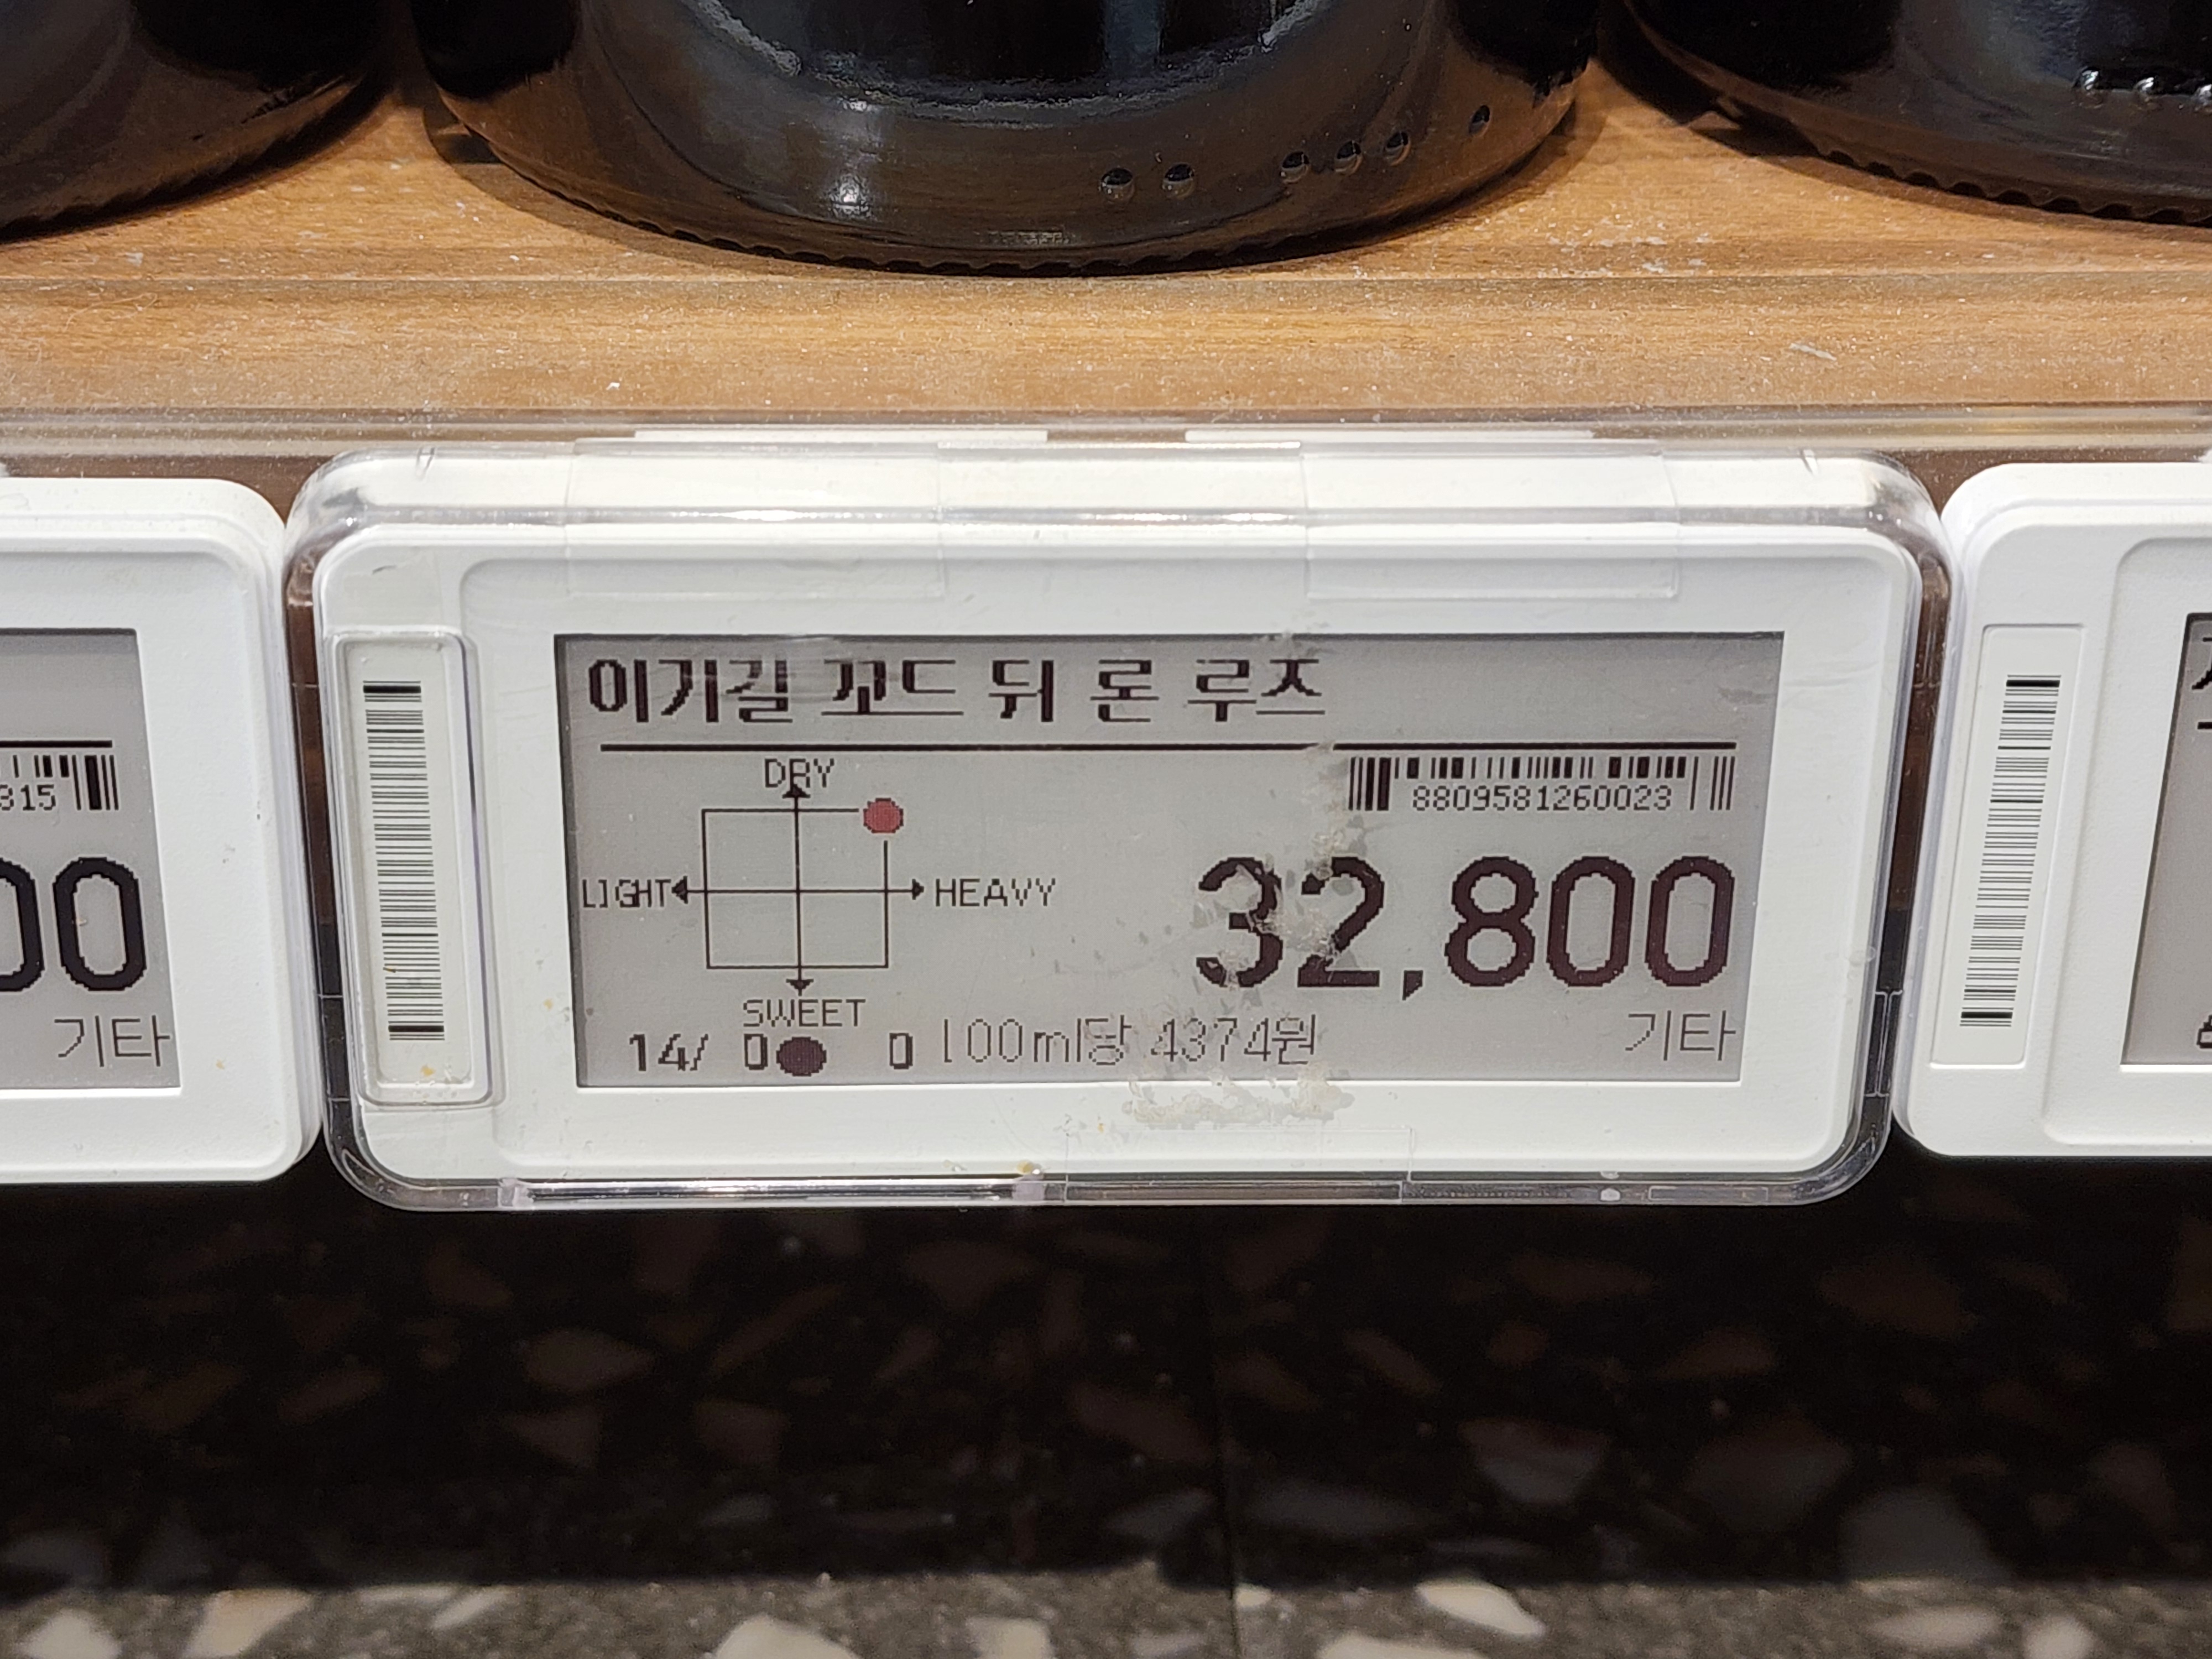 이기길 꼬드 뒤 론 루즈
DRY
8809581260023
315
LIGHT
HEAVY
32,800
00
SWEET
14/ 0● 0
100ml당 4374원
기타
기타